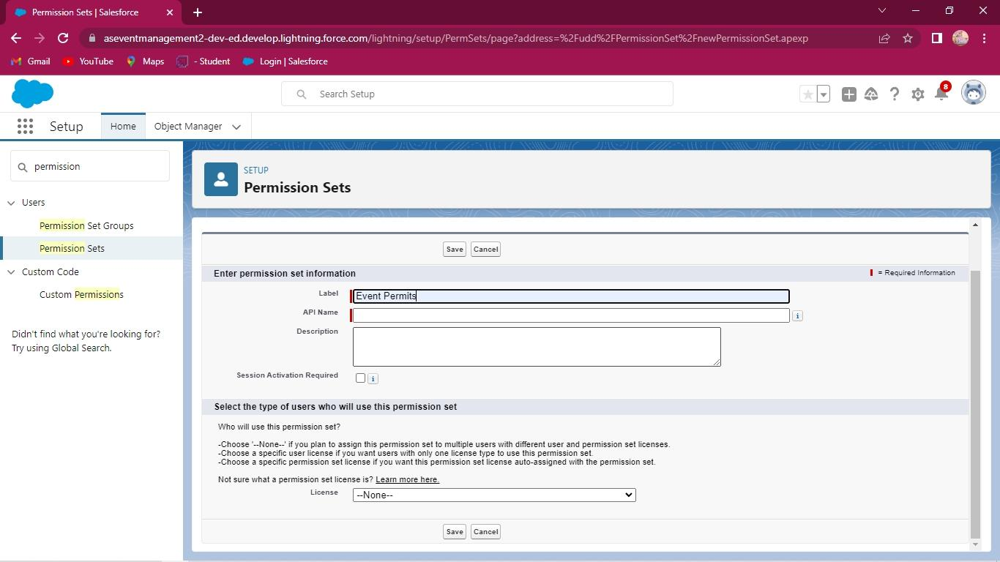 Permission Sets | Salesforce
aseventmanagement2-dev-ed.develop.lightning.force.com/lightning/setup/PermSets/page?address=%2Fudd%2FPermissionSet%2FnewPermissionSet.apexp
Gmail YouTube Maps - Student Login | Salesforce
Search Setup
8
Setup Home Object Manager
permission
Users
Permission Set Groups
Permission Sets
Custom Code
Custom Permissions
Didn't find what you're looking for?
Try using Global Search.
SETUP
Permission Sets
Save Cancel
Enter permission set information
= Required Information
Label Event Permits
API Name
i
Description
Session Activation Required
i
Select the type of users who will use this permission set
Who will use this permission set?
-Choose '--None--' if you plan to assign this permission set to multiple users with different user and permission set licenses.
-Choose a specific user license if you want users with only one license type to use this permission set.
-Choose a specific permission set license if you want this permission set license auto-assigned with the permission set.
Not sure what a permission set license is? Learn more here.
License --None--
Save Cancel